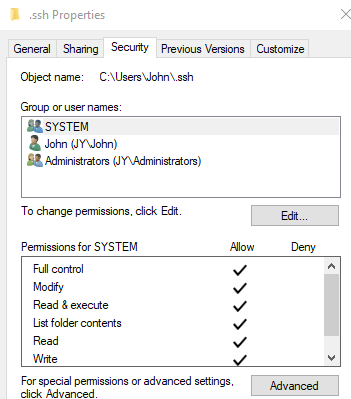 .ssh Properties
General Sharing Security Previous Versions Customize
Object name: C:\Users\John\.ssh
Group or user names:
SYSTEM
John (JY\John)
Administrators (JY\Administrators)
To change permissions, click Edit. Edit...
Permissions for SYSTEM Allow Deny
Full control
Modify
Read & execute
List folder contents
Read
Write
For special permissions or advanced settings, Advanced
click Advanced.